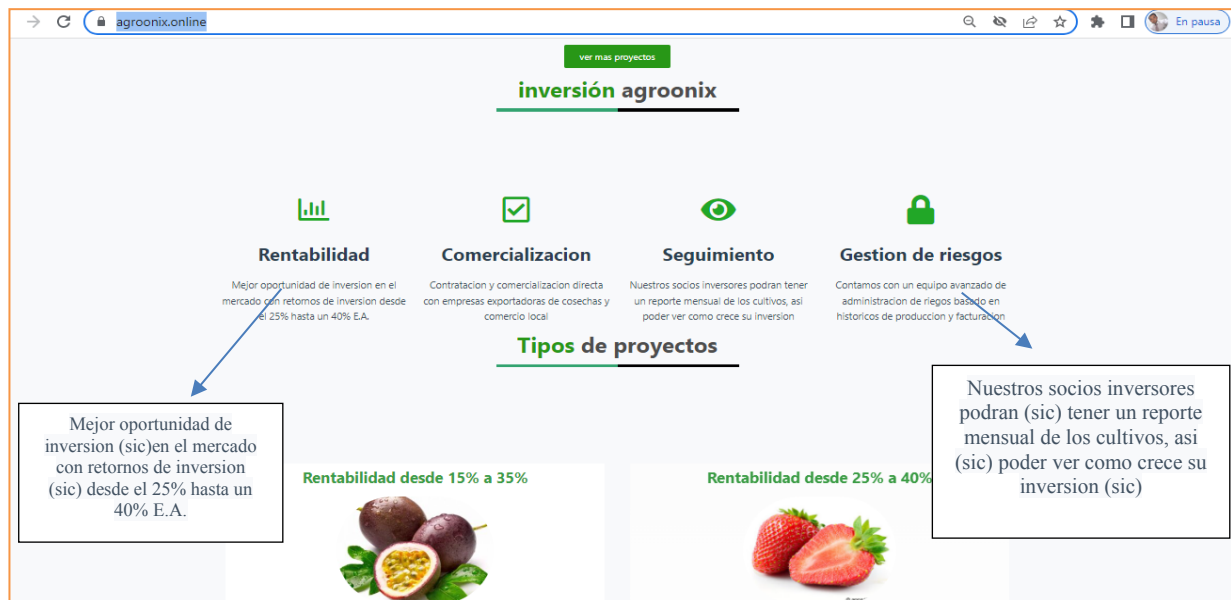 agroonix.online
En pausa
ver mas proyectos
inversión agroonix
Rentabilidad
Mejor oportunidad de inversion en el
mercado con retornos de inversion desde
el 25% hasta un 40% E.A.
Comercializacion
Contratacion y comercializacion directa
con empresas exportadoras de cosechas y
comercio local
Seguimiento
Nuestros socios inversores podran tener
un reporte mensual de los cultivos, asi
poder ver como crece su inversion
Gestion de riesgos
Contamos con un equipo avanzado de
administracion de riegos basado en
historicos de produccion y facturacion
Tipos de proyectos
Mejor oportunidad de
inversion (sic)en el mercado
con retornos de inversion
(sic) desde el 25% hasta un
40% E.A.
Nuestros socios inversores
podran (sic) tener un reporte
mensual de los cultivos, asi
(sic) poder ver como crece su
inversion (sic)
Rentabilidad desde 15% a 35%
Rentabilidad desde 25% a 40%